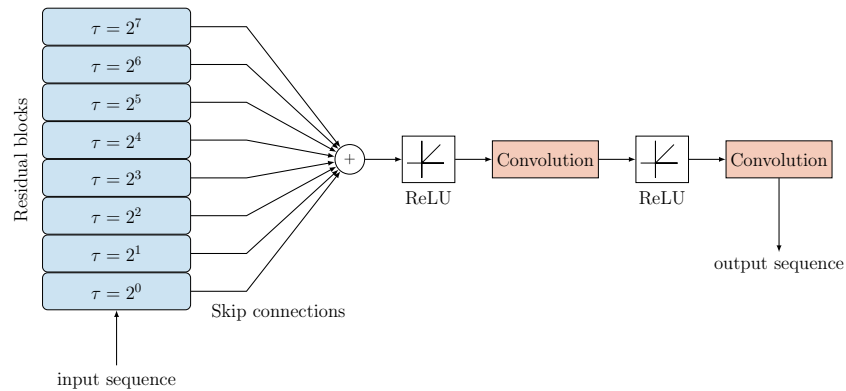 Residual blocks
τ = 2⁷
τ = 2⁶
τ = 2⁵
τ = 2⁴
τ = 2³
τ = 2²
τ = 2¹
τ = 2⁰
input sequence
Skip connections
+
ReLU
Convolution
ReLU
Convolution
output sequence